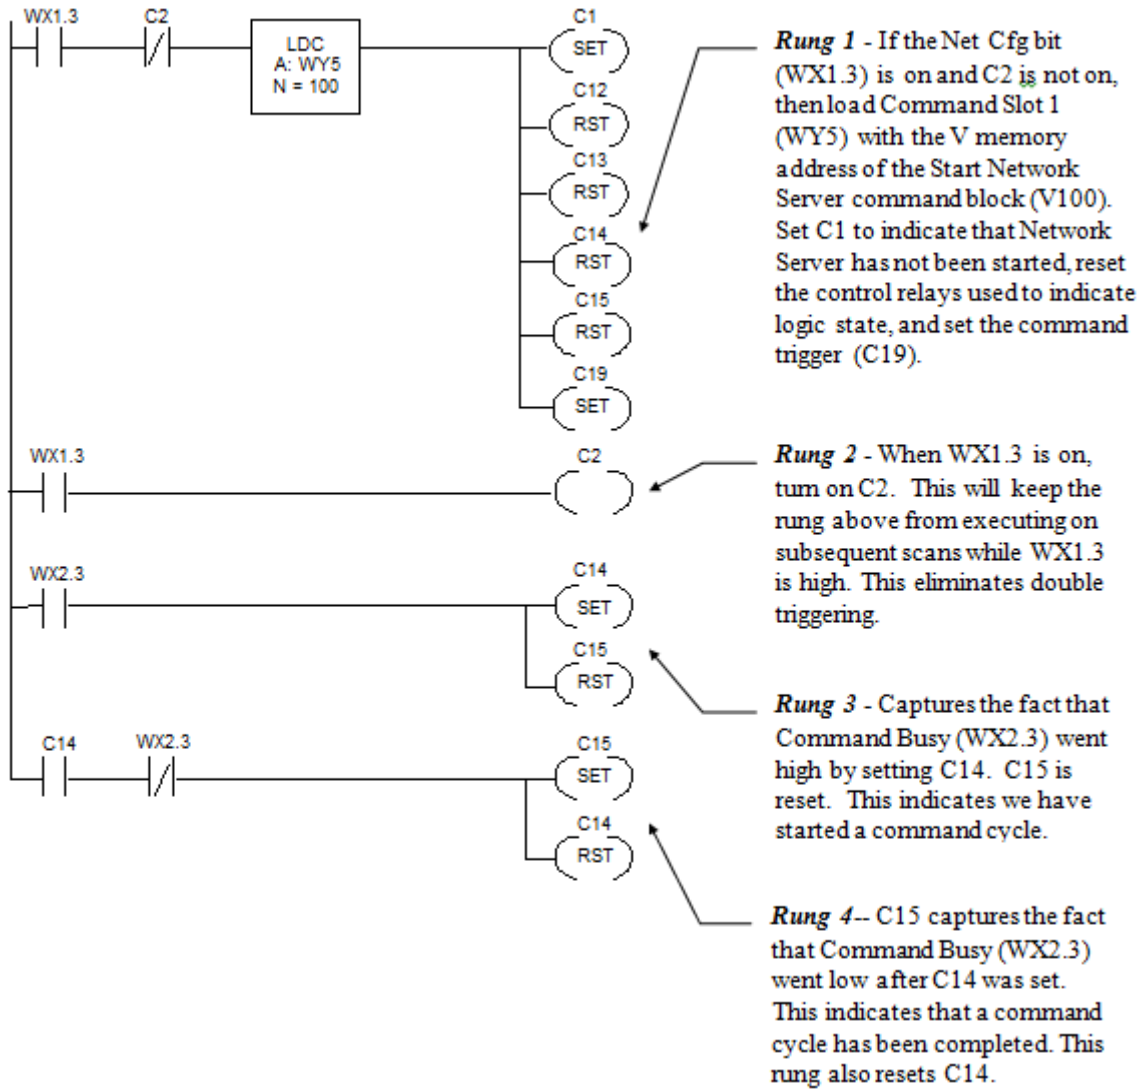 WX1.3
C2
LDC
A: WY5
N = 100
C1
SET
C12
RST
C13
RST
C14
RST
C15
RST
C19
SET
Rung 1 - If the Net Cfg bit
(WX1.3) is on and C2 is not on,
then load Command Slot 1
(WY5) with the V memory
address of the Start Network
Server command block (V100).
Set C1 to indicate that Network
Server has not been started, reset
the control relays used to indicate
logic state, and set the command
trigger (C19).
WX1.3
C2
Rung 2 - When WX1.3 is on,
turn on C2. This will keep the
rung above from executing on
subsequent scans while WX1.3
is high. This eliminates double
triggering.
WX2.3
C14
SET
C15
RST
Rung 3 - Captures the fact that
Command Busy (WX2.3) went
high by setting C14. C15 is
reset. This indicates we have
started a command cycle.
C14
WX2.3
C15
SET
C14
RST
Rung 4-- C15 captures the fact
that Command Busy (WX2.3)
went low after C14 was set.
This indicates that a command
cycle has been completed. This
rung also resets C14.